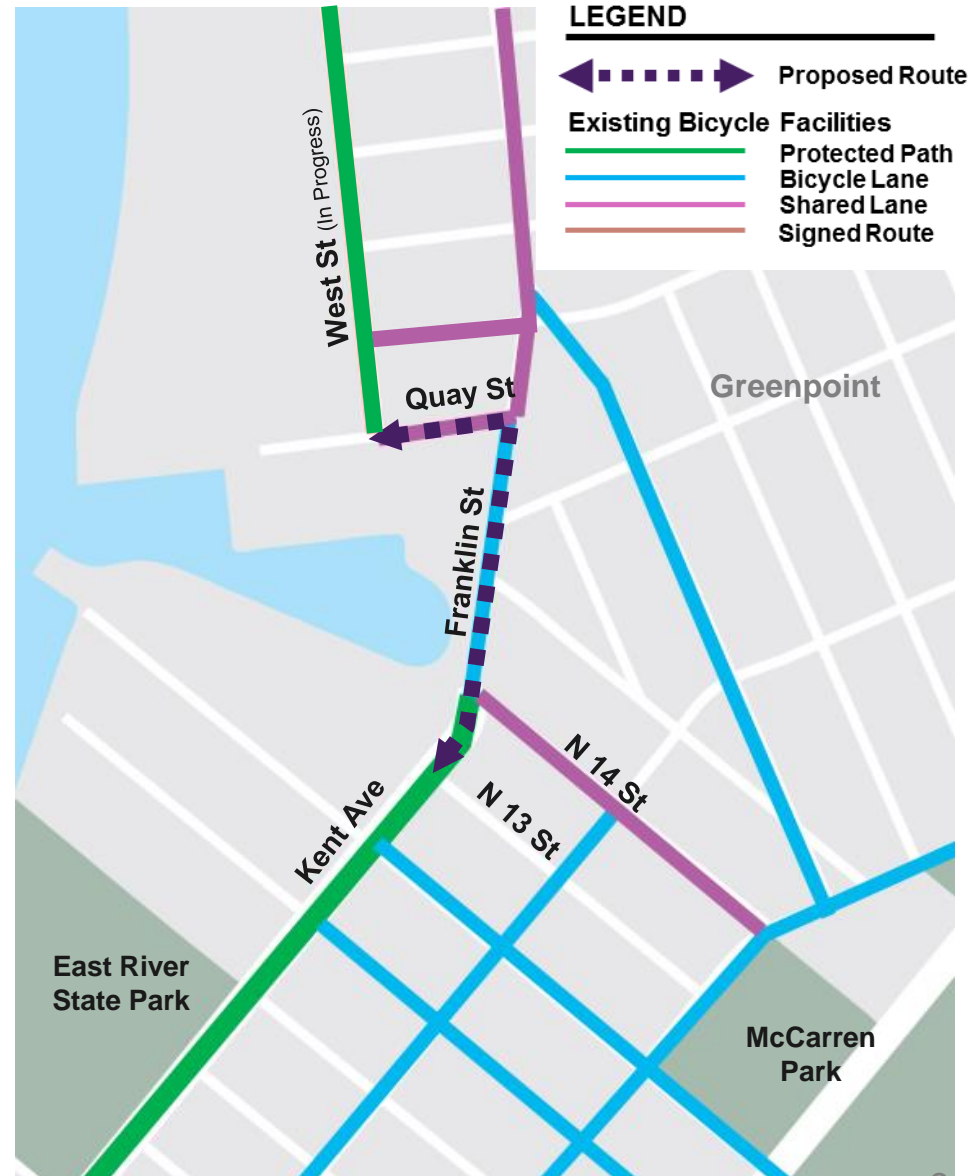 LEGEND
Proposed Route
Existing Bicycle Facilities
Protected Path
Bicycle Lane
Shared Lane
Signed Route
West St (In Progress)
Quay St
Greenpoint
Franklin St
N 14 St
N 13 St
Kent Ave
East River
State Park
McCarren
Park